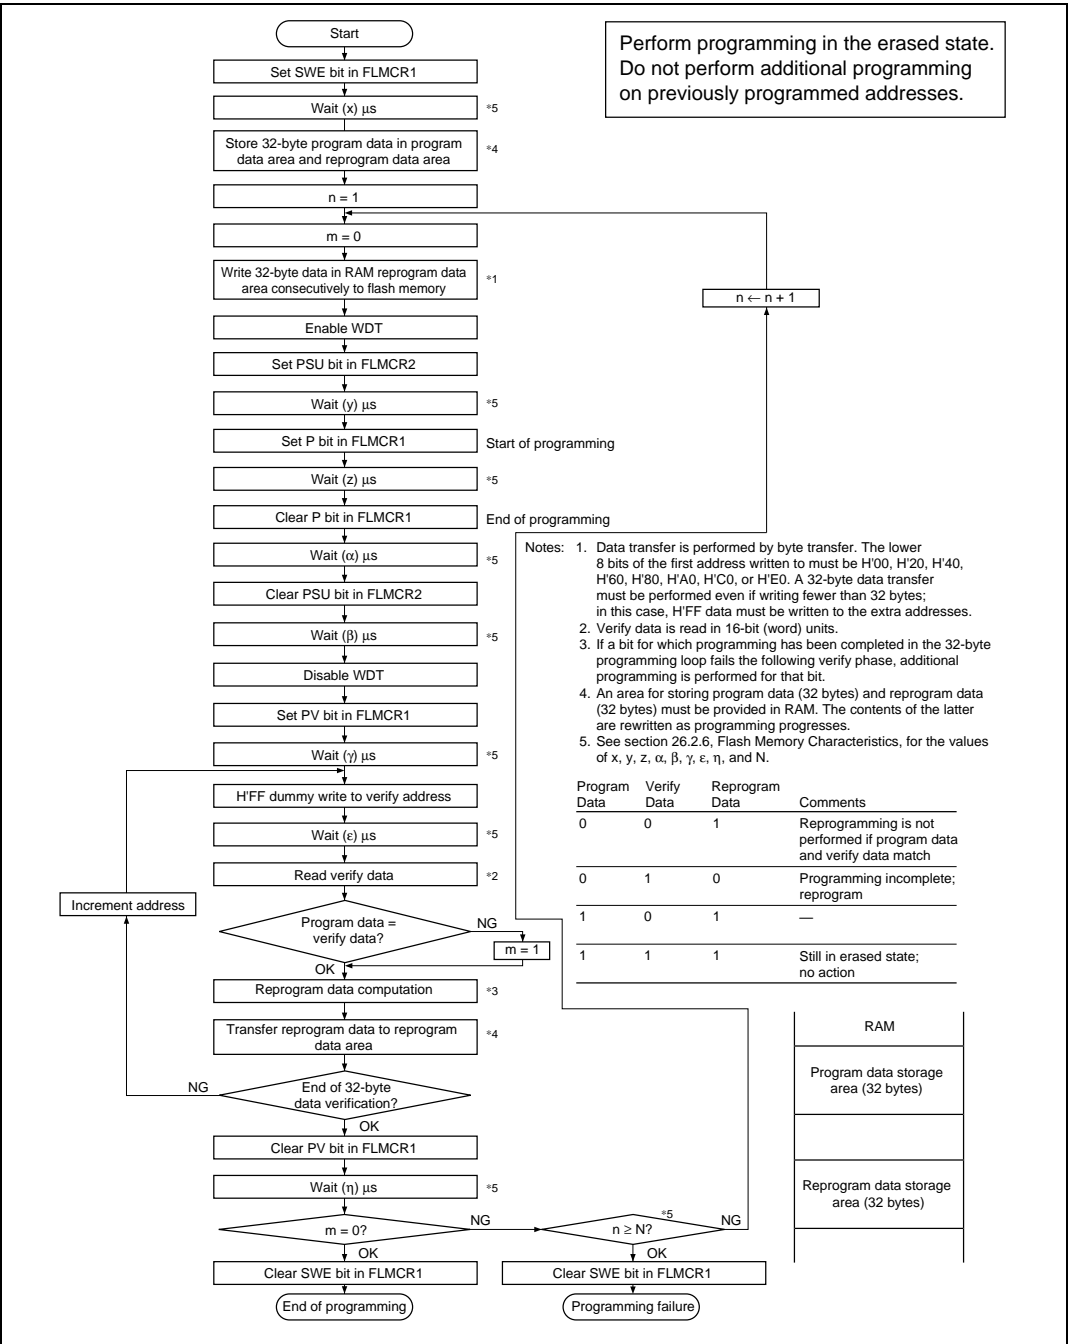 Start
Perform programming in the erased state.
Do not perform additional programming
on previously programmed addresses.
Set SWE bit in FLMCR1
Wait (x) μs
*5
Store 32-byte program data in program
data area and reprogram data area
*4
n = 1
m = 0
Write 32-byte data in RAM reprogram data
area consecutively to flash memory
*1
n ← n + 1
Enable WDT
Set PSU bit in FLMCR2
Wait (y) μs
*5
Set P bit in FLMCR1
Start of programming
Wait (z) μs
*5
Clear P bit in FLMCR1
End of programming
Wait (α) μs
*5
Clear PSU bit in FLMCR2
Wait (β) μs
*5
Disable WDT
Set PV bit in FLMCR1
Wait (γ) μs
*5
H'FF dummy write to verify address
Wait (ε) μs
*5
Read verify data
*2
Increment address
Program data =
verify data?
NG
m = 1
OK
Reprogram data computation
*3
Transfer reprogram data to reprogram
data area
*4
NG
End of 32-byte
data verification?
OK
Clear PV bit in FLMCR1
Wait (η) μs
*5
m = 0?
NG
n ≥ N?
*5
NG
OK
OK
Clear SWE bit in FLMCR1
Clear SWE bit in FLMCR1
End of programming
Programming failure
Notes: 1. Data transfer is performed by byte transfer. The lower
8 bits of the first address written to must be H'00, H'20, H'40,
H'60, H'80, H'A0, H'C0, or H'E0. A 32-byte data transfer
must be performed even if writing fewer than 32 bytes;
in this case, H'FF data must be written to the extra addresses.
2. Verify data is read in 16-bit (word) units.
3. If a bit for which programming has been completed in the 32-byte
programming loop fails the following verify phase, additional
programming is performed for that bit.
4. An area for storing program data (32 bytes) and reprogram data
(32 bytes) must be provided in RAM. The contents of the latter
are rewritten as programming progresses.
5. See section 26.2.6, Flash Memory Characteristics, for the values
of x, y, z, α, β, γ, ε, η, and N.
Program Verify Reprogram
Data Data Data Comments
0 0 1 Reprogramming is not
performed if program data
and verify data match
0 1 0 Programming incomplete;
reprogram
1 0 1 —
1 1 1 Still in erased state;
no action
RAM
Program data storage
area (32 bytes)
Reprogram data storage
area (32 bytes)